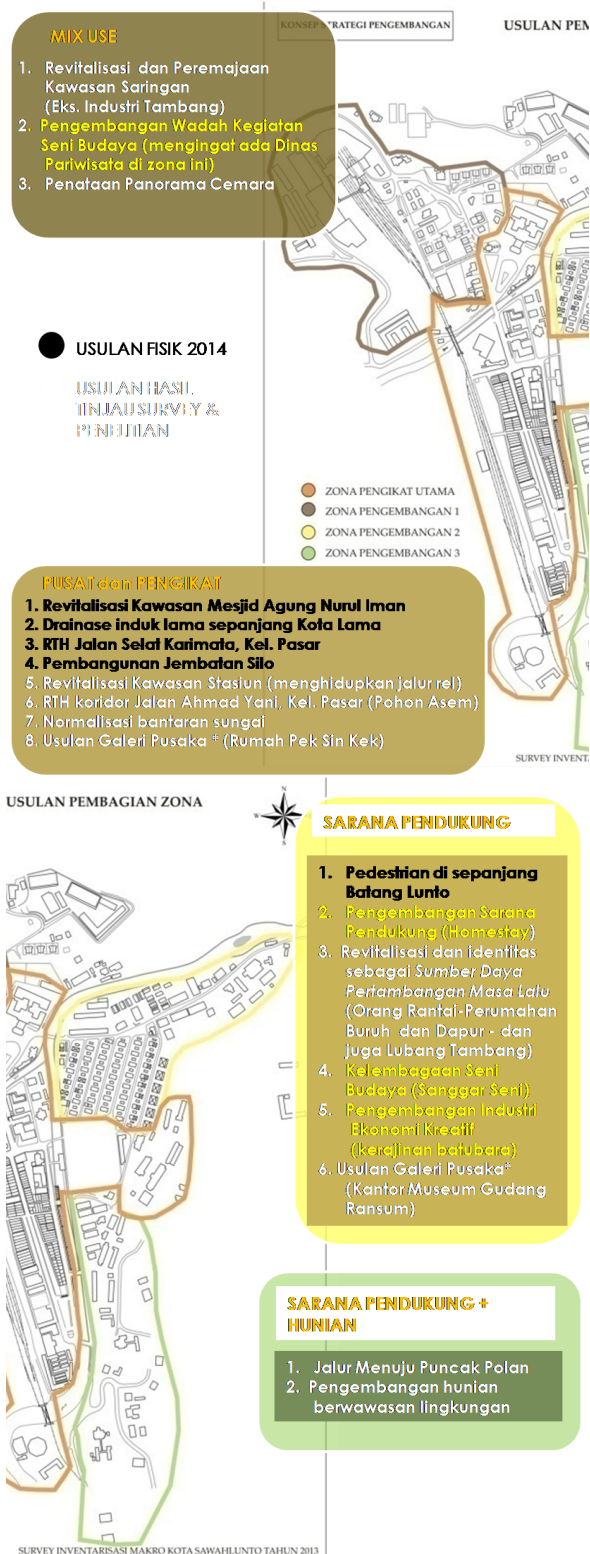 KONSEP STRATEGI PENGEMBANGAN
USULAN PEM
MIX USE
1. Revitalisasi dan Peremajaan
Kawasan Saringan
(Eks. Industri Tambang)
2. Pengembangan Wadah Kegiatan
Seni Budaya (mengingat ada Dinas
Pariwisata di zona ini)
3. Penataan Panorama Cemara
USULAN FISIK 2014
USULAN HASIL
TINJAU SURVEY &
PENELITIAN
ZONA PENGIKAT UTAMA
ZONA PENGEMBANGAN 1
ZONA PENGEMBANGAN 2
ZONA PENGEMBANGAN 3
PUSAT dan PENGIKAT
1. Revitalisasi Kawasan Mesjid Agung Nurul Iman
2. Drainase induk lama sepanjang Kota Lama
3. RTH Jalan Selat Karimata, Kel. Pasar
4. Pembangunan Jembatan Silo
5. Revitalisasi Kawasan Stasiun (menghidupkan jalur rel)
6. RTH koridor Jalan Ahmad Yani, Kel. Pasar (Pohon Asem)
7. Normalisasi bantaran sungai
8. Usulan Galeri Pusaka * (Rumah Pek Sin Kek)
SURVEY INVENTA
USULAN PEMBAGIAN ZONA
N
W
E
S
SARANA PENDUKUNG
1. Pedestrian di sepanjang
Batang Lunto
2. Pengembangan Sarana
Pendukung (Homestay)
3. Revitalisasi dan identitas
sebagai Sumber Daya
Pertambangan Masa Lalu
(Orang Rantai-Perumahan
Buruh dan Dapur - dan
juga Lubang Tambang)
4. Kelembagaan Seni
Budaya (Sanggar Seni)
5. Pengembangan Industri
Ekonomi Kreatif
(kerajinan batubara)
6. Usulan Galeri Pusaka*
(Kantor Museum Gudang
Ransum)
SARANA PENDUKUNG +
HUNIAN
1. Jalur Menuju Puncak Polan
2. Pengembangan hunian
berwawasan lingkungan
SURVEY INVENTARISASI MAKRO KOTA SAWAHLUNTO TAHUN 2013